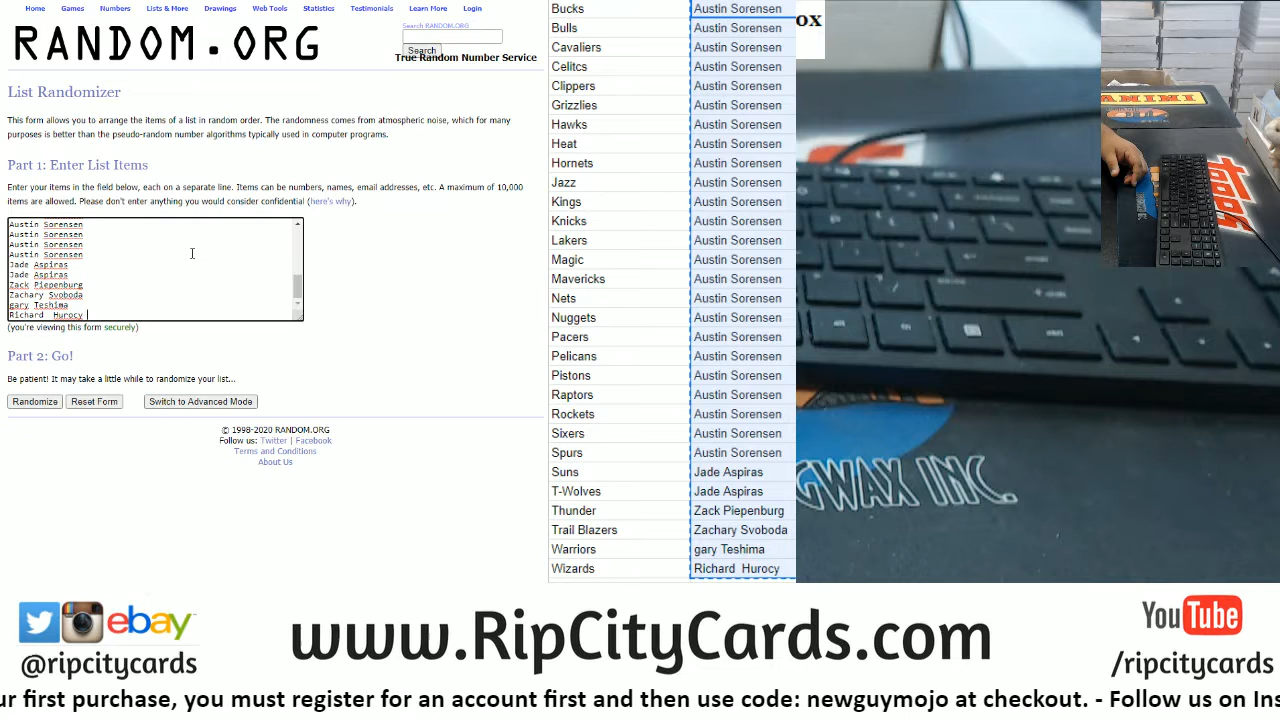 Home Games Numbers Lists & More Drawings Web Tools Statistics Testimonials Learn More Login
RANDOM.ORG
Search RANDOM.ORG
Search
True Random Number Service
List Randomizer
This form allows you to arrange the items of a list in random order. The randomness comes from atmospheric noise, which for many
purposes is better than the pseudo-random number algorithms typically used in computer programs.
Part 1: Enter List Items
Enter your items in the field below, each on a separate line. Items can be numbers, names, email addresses, etc. A maximum of 10,000
items are allowed. Please don't enter anything you would consider confidential (here's why).
Austin Sorensen
Austin Sorensen
Austin Sorensen
Austin Sorensen
Jade Aspiras
Jade Aspiras
Zack Piepenburg
Zachary Svoboda
gary Teshima
Richard Hurocy
(you're viewing this form securely)
Part 2: Go!
Be patient! It may take a little while to randomize your list...
Randomize Reset Form Switch to Advanced Mode
© 1998-2020 RANDOM.ORG
Follow us: Twitter | Facebook
Terms and Conditions
About Us
Bucks Austin Sorensen
Bulls Austin Sorensen
Cavaliers Austin Sorensen
Celitcs Austin Sorensen
Clippers Austin Sorensen
Grizzlies Austin Sorensen
Hawks Austin Sorensen
Heat Austin Sorensen
Hornets Austin Sorensen
Jazz Austin Sorensen
Kings Austin Sorensen
Knicks Austin Sorensen
Lakers Austin Sorensen
Magic Austin Sorensen
Mavericks Austin Sorensen
Nets Austin Sorensen
Nuggets Austin Sorensen
Pacers Austin Sorensen
Pelicans Austin Sorensen
Pistons Austin Sorensen
Raptors Austin Sorensen
Rockets Austin Sorensen
Sixers Austin Sorensen
Spurs Austin Sorensen
Suns Jade Aspiras
T-Wolves Jade Aspiras
Thunder Zack Piepenburg
Trail Blazers Zachary Svoboda
Warriors gary Teshima
Wizards Richard Hurocy
ox
GWAX INC.
ebay
@ripcitycards
www.RipCityCards.com
YouTube
/ripcitycards
ur first purchase, you must register for an account first and then use code: newguymojo at checkout. - Follow us on Ins